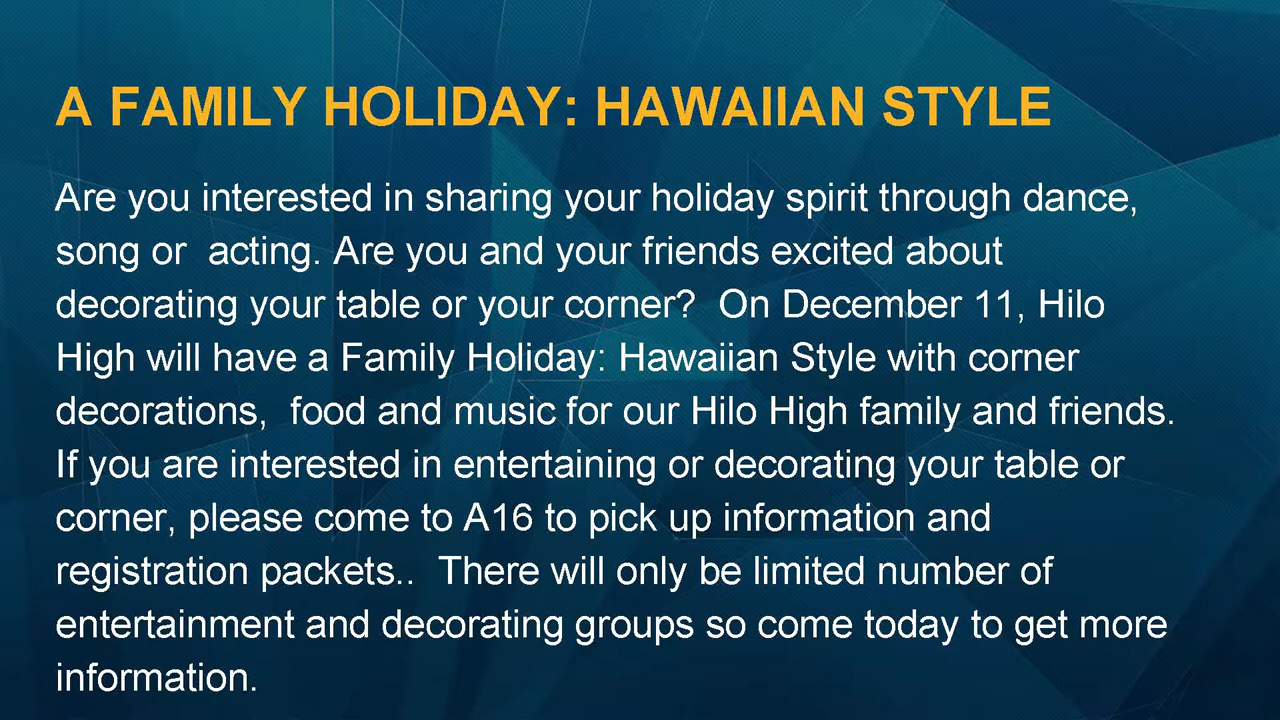 A FAMILY HOLIDAY: HAWAIIAN STYLE
Are you interested in sharing your holiday spirit through dance,
song or  acting. Are you and your friends excited about
decorating your table or your corner?  On December 11, Hilo
High will have a Family Holiday: Hawaiian Style with corner
decorations,  food and music for our Hilo High family and friends.
If you are interested in entertaining or decorating your table or
corner, please come to A16 to pick up information and
registration packets..  There will only be limited number of
entertainment and decorating groups so come today to get more
information.